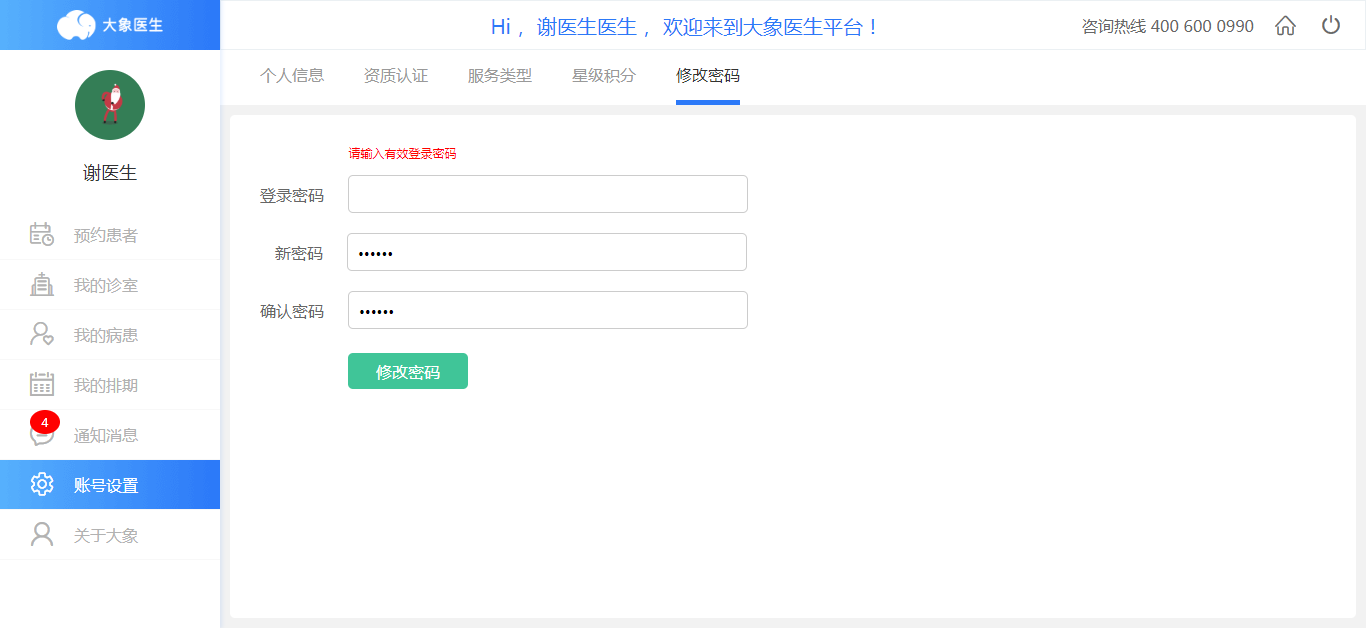 大象医生
Hi， 谢医生医生， 欢迎来到大象医生平台！
咨询热线 400 600 0990
谢医生
预约患者
我的诊室
我的病患
我的排期
4
通知消息
账号设置
关于大象
个人信息 资质认证 服务类型 星级积分 修改密码
请输入有效登录密码
登录密码
新密码 ••••••
确认密码 ••••••
修改密码